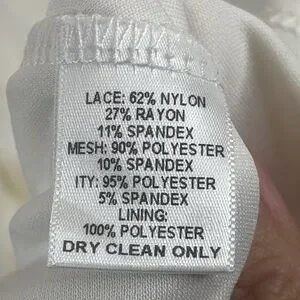 LACE: 62% NYLON
27% RAYON
11% SPANDEX
MESH: 90% POLYESTER
10% SPANDEX
ITY: 95% POLYESTER
5% SPANDEX
LINING:
100% POLYESTER
DRY CLEAN ONLY